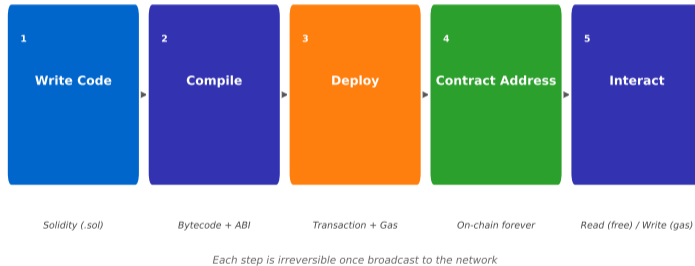 1
Write Code
Solidity (.sol)
2
Compile
Bytecode + ABI
3
Deploy
Transaction + Gas
4
Contract Address
On-chain forever
5
Interact
Read (free) / Write (gas)
Each step is irreversible once broadcast to the network